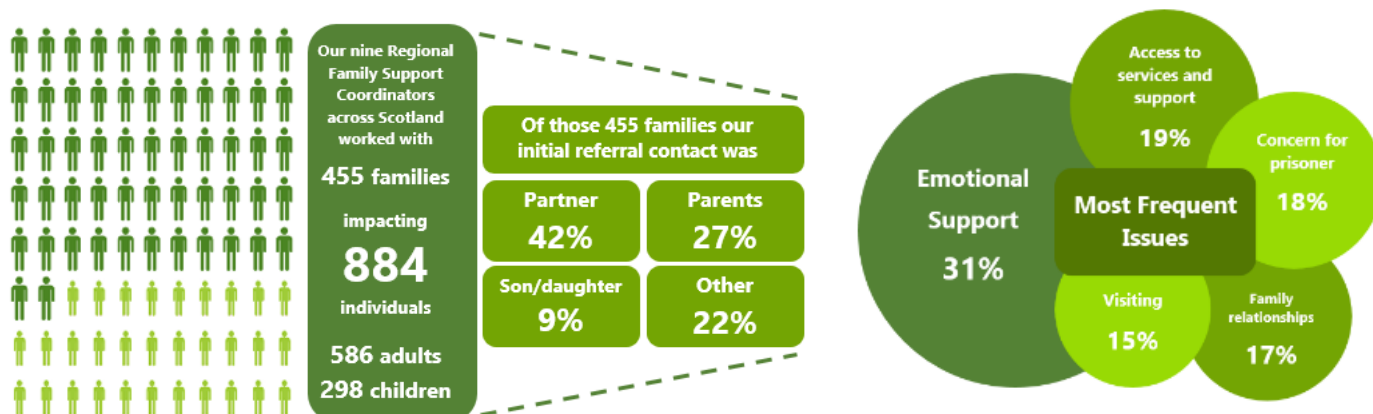 Our nine Regional
Family Support
Coordinators
across Scotland
worked with
455 families
impacting
884
individuals
586 adults
298 children
Of those 455 families our
initial referral contact was
Partner
42%
Parents
27%
Son/daughter
9%
Other
22%
Emotional
Support
31%
Access to
services and
support
19%
Concern for
prisoner
18%
Most Frequent
Issues
Visiting
15%
Family
relationships
17%